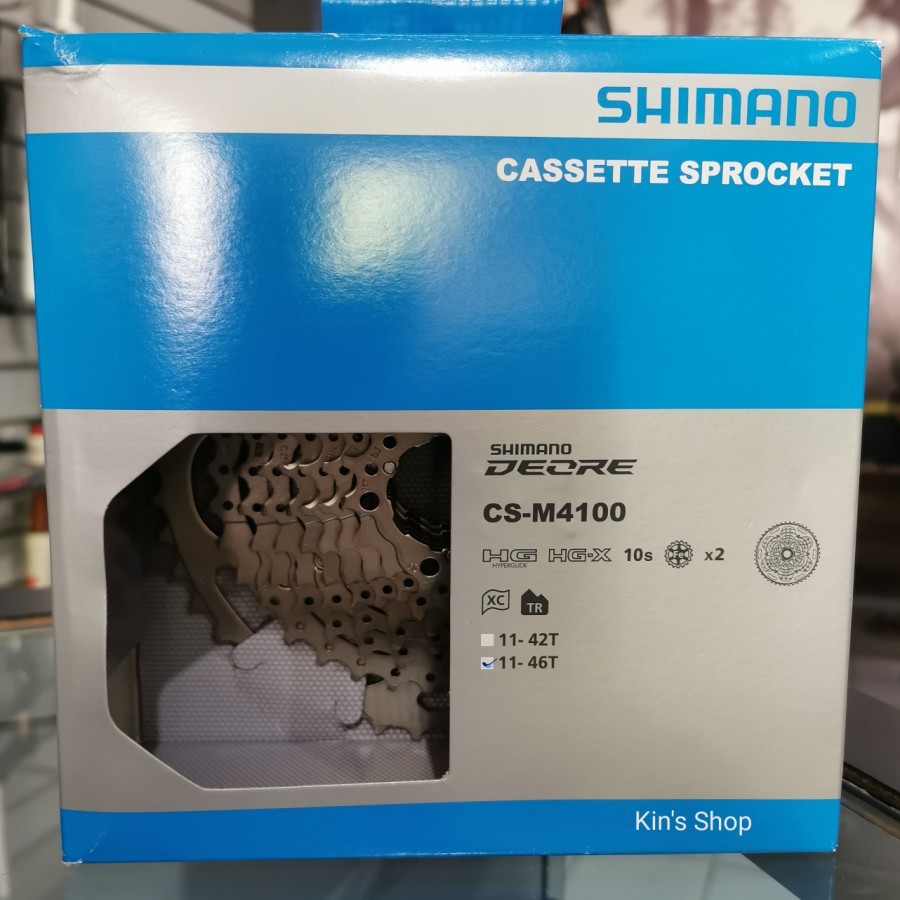 SHIMANO
CASSETTE SPROCKET
SHIMANO
DEORE
CS-M4100
HG HG-X 10s x2
HYPERGLIDE
XC TR
11- 42T
11- 46T
Kin's Shop